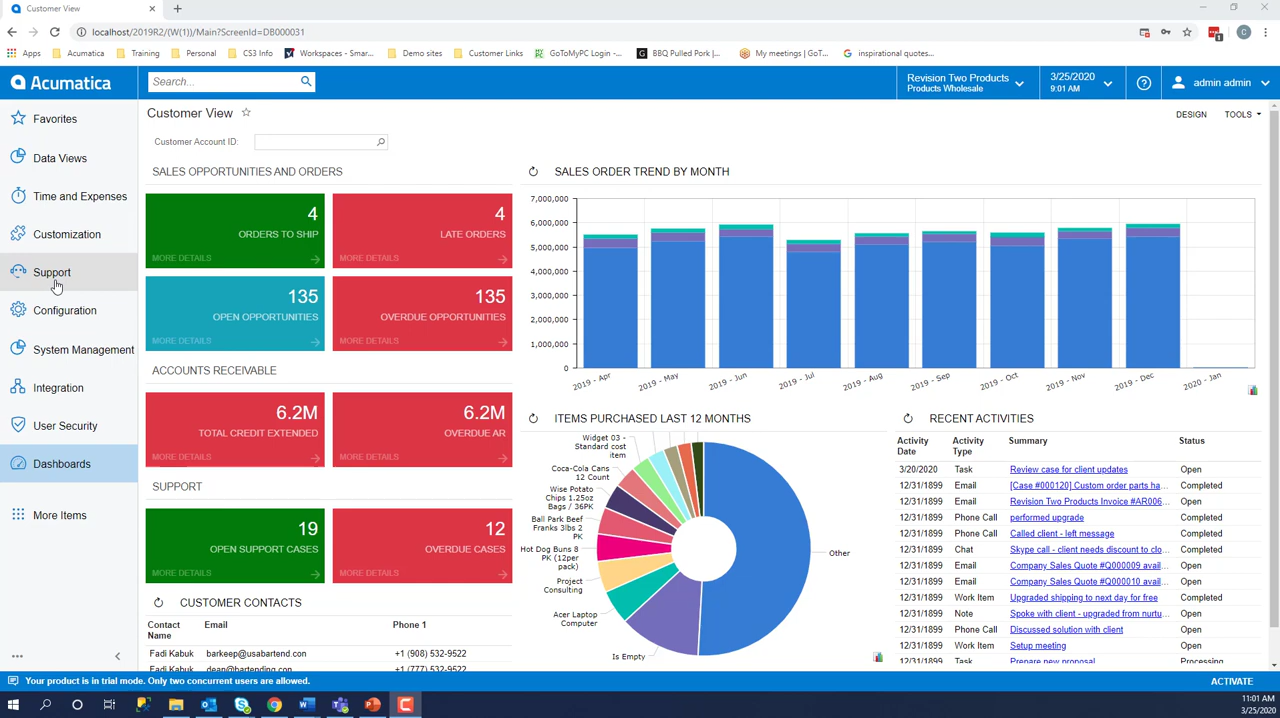 Customer View
localhost/2019R2/(W(1))/Main?ScreenId=DB000031
Apps Acumatica Training Personal CS3 Info Workspaces - Smar... Demo sites Customer Links GoToMyPC Login -... BBQ Pulled Pork |... My meetings | GoT... inspirational quotes...
Acumatica
Search...
Revision Two Products
Products Wholesale
3/25/2020
9:01 AM
admin admin
Favorites
Data Views
Time and Expenses
Customization
Support
Configuration
System Management
Integration
User Security
Dashboards
More Items
Customer View
DESIGN TOOLS
Customer Account ID:
SALES OPPORTUNITIES AND ORDERS
4
ORDERS TO SHIP
MORE DETAILS
4
LATE ORDERS
MORE DETAILS
135
OPEN OPPORTUNITIES
MORE DETAILS
135
OVERDUE OPPORTUNITIES
MORE DETAILS
ACCOUNTS RECEIVABLE
6.2M
TOTAL CREDIT EXTENDED
MORE DETAILS
6.2M
OVERDUE AR
MORE DETAILS
SUPPORT
19
OPEN SUPPORT CASES
MORE DETAILS
12
OVERDUE CASES
MORE DETAILS
CUSTOMER CONTACTS
Contact Name Email Phone 1
Fadi Kabuk barkeep@usabartend.com +1 (908) 532-9522
dean@bartending.com +1 (777) 532-9522
SALES ORDER TREND BY MONTH
7,000,000
6,000,000
5,000,000
4,000,000
3,000,000
2,000,000
1,000,000
0
2019 - Apr 2019 - May 2019 - Jun 2019 - Jul 2019 - Aug 2019 - Sep 2019 - Oct 2019 - Nov 2019 - Dec 2020 - Jan
ITEMS PURCHASED LAST 12 MONTHS
Widget 03 -
Standard cost
item
Coca-Cola Cans
12 Count
Wise Potato
Chips 1.25oz
Bags / 36PK
Ball Park Beef
Franks 3lbs 2
PK
Hot Dog Buns 8
PK (12per
pack)
Project
Consulting
Acer Laptop
Computer
Is Empty
Other
RECENT ACTIVITIES
Activity Date Activity Type Summary Status
3/20/2020 Task Review case for client updates Open
12/31/1899 Email [Case #000120] Custom order parts ha... Completed
12/31/1899 Email Revision Two Products Invoice #AR006... Open
12/31/1899 Phone Call performed upgrade Completed
12/31/1899 Phone Call Called client - left message Completed
12/31/1899 Chat Skype call - client needs discount to clo... Completed
12/31/1899 Email Company Sales Quote #Q000009 avail... Open
12/31/1899 Email Company Sales Quote #Q000010 avail... Open
12/31/1899 Work Item Upgraded shipping to next day for free Completed
12/31/1899 Note Spoke with client - upgraded from nurtu... Open
12/31/1899 Phone Call Discussed solution with client Open
12/31/1899 Work Item Setup meeting Open
12/31/1899 Task Prepare new proposal Processing
Your product is in trial mode. Only two concurrent users are allowed.
ACTIVATE
11:01 AM
3/25/2020